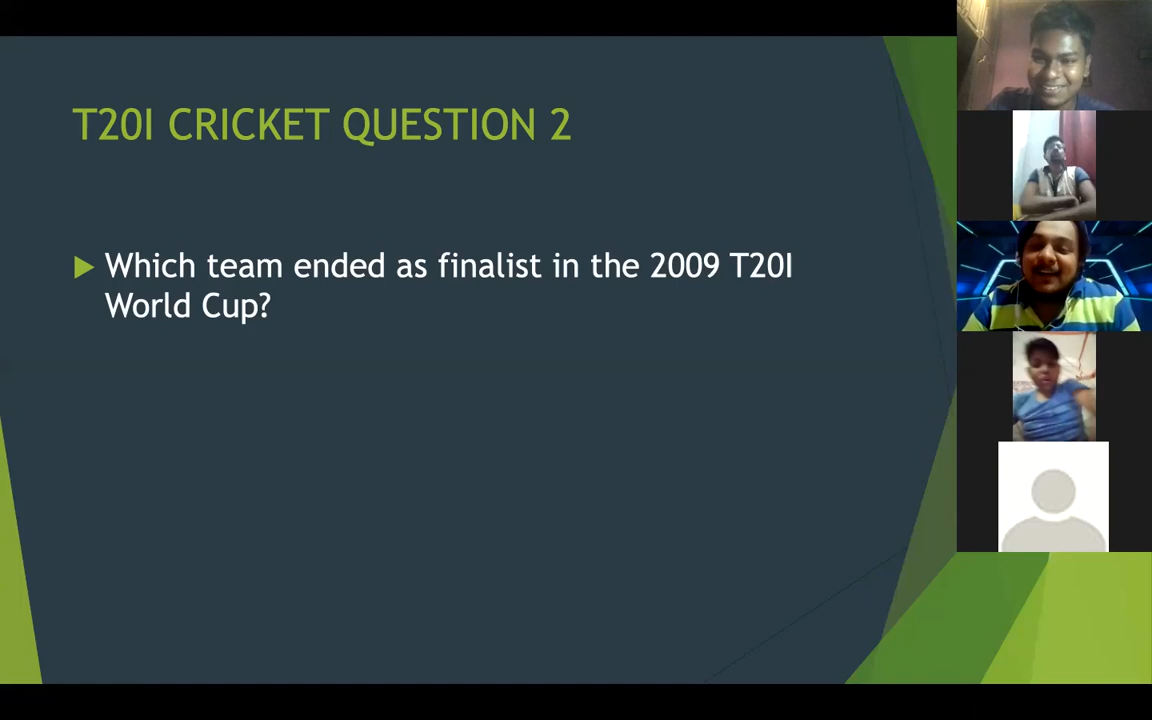 T20I CRICKET QUESTION 2
Which team ended as finalist in the 2009 T20I
World Cup?